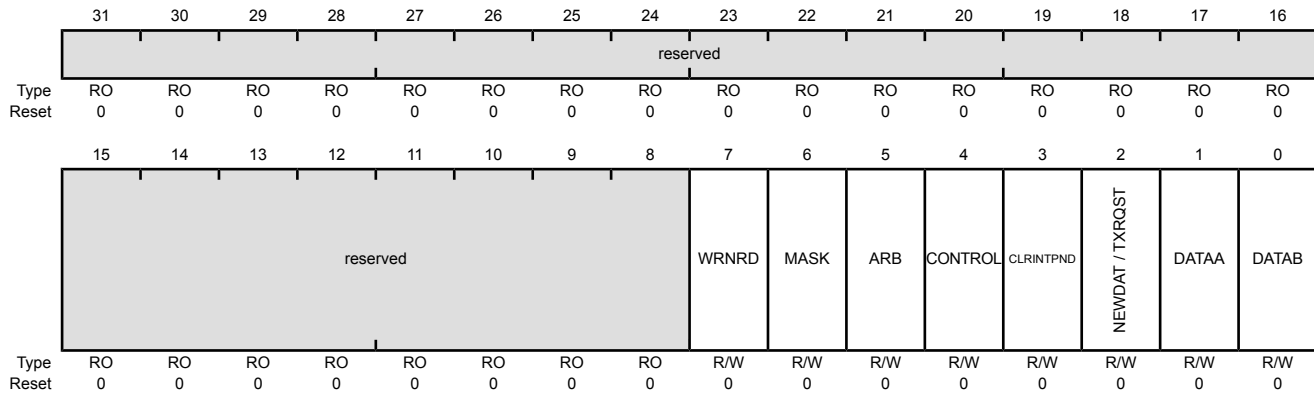 31 30 29 28 27 26 25 24 23 22 21 20 19 18 17 16
reserved
Type RO RO RO RO RO RO RO RO RO RO RO RO RO RO RO RO
Reset 0 0 0 0 0 0 0 0 0 0 0 0 0 0 0 0
15 14 13 12 11 10 9 8 7 6 5 4 3 2 1 0
reserved WRNRD MASK ARB CONTROL CLRINTPND NEWDAT / TXRQST DATAA DATAB
Type RO RO RO RO RO RO RO RO R/W R/W R/W R/W R/W R/W R/W R/W
Reset 0 0 0 0 0 0 0 0 0 0 0 0 0 0 0 0